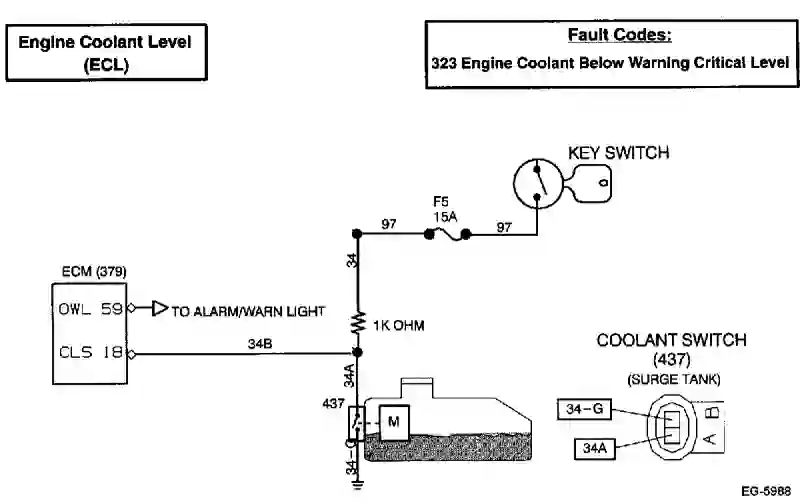 Engine Coolant Level
(ECL)
Fault Codes:
323 Engine Coolant Below Warning Critical Level
KEY SWITCH
F5
15A
97
97
34
ECM (379)
OWL 59
TO ALARM/WARN LIGHT
1K OHM
CLS 18
34B
34A
437
M
34-G
COOLANT SWITCH
(437)
(SURGE TANK)
34-G
B
34A
A
EG-5988